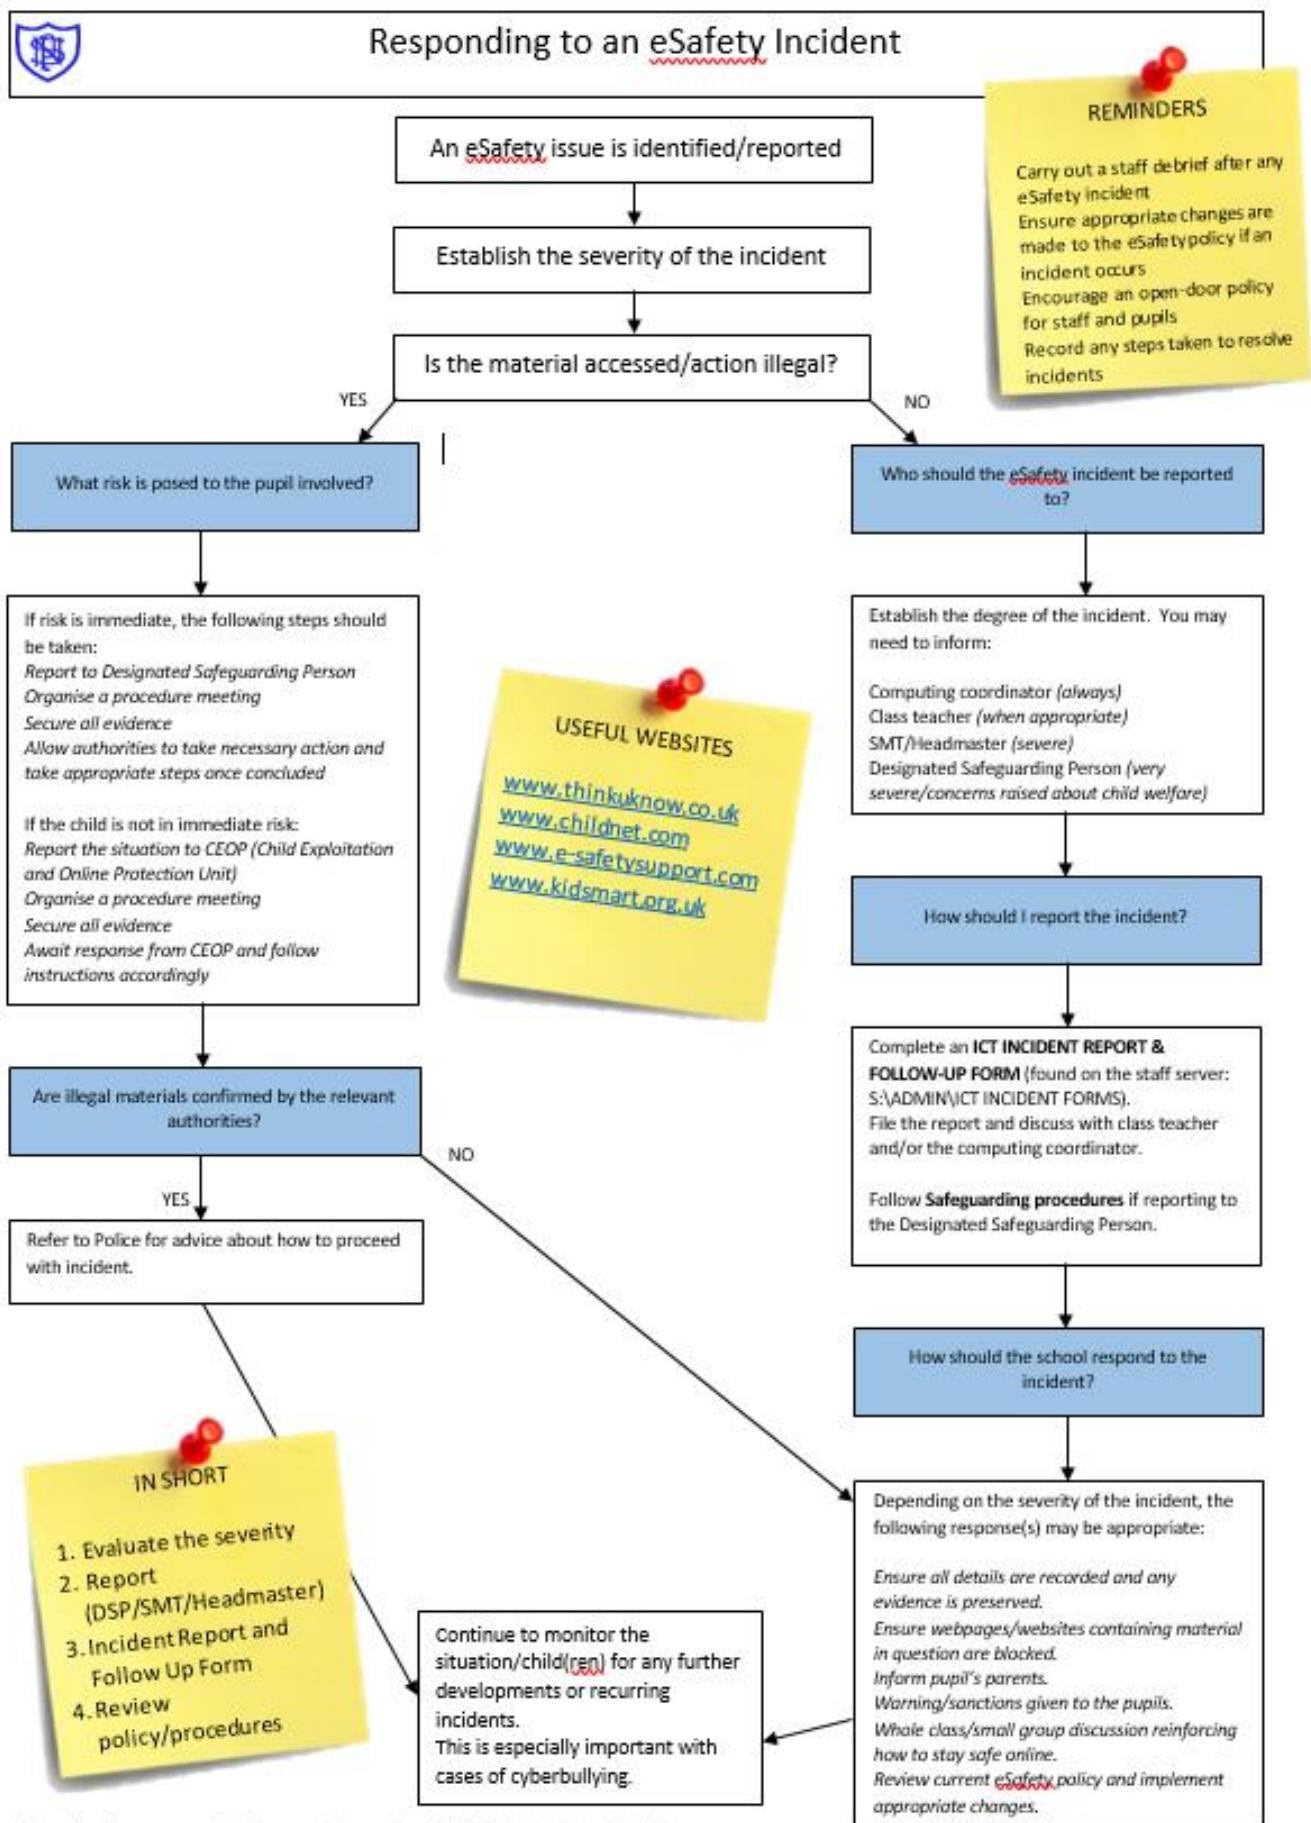 Responding to an eSafety Incident
REMINDERS
Carry out a staff debrief after any
eSafety incident
Ensure appropriate changes are
made to the eSafety policy if an
incident occurs
Encourage an open-door policy
for staff and pupils
Record any steps taken to resolve
incidents
An eSafety issue is identified/reported
Establish the severity of the incident
Is the material accessed/action illegal?
YES
NO
What risk is posed to the pupil involved?
Who should the eSafety incident be reported
to?
If risk is immediate, the following steps should
be taken:
Report to Designated Safeguarding Person
Organise a procedure meeting
Secure all evidence
Allow authorities to take necessary action and
take appropriate steps once concluded
If the child is not in immediate risk:
Report the situation to CEOP (Child Exploitation
and Online Protection Unit)
Organise a procedure meeting
Secure all evidence
Await response from CEOP and follow
instructions accordingly
USEFUL WEBSITES
www.thinkuknow.co.uk
www.childnet.com
www.e-safetysupport.com
www.kidsmart.org.uk
Establish the degree of the incident. You may
need to inform:
Computing coordinator (always)
Class teacher (when appropriate)
SMT/Headmaster (severe)
Designated Safeguarding Person (very
severe/concerns raised about child welfare)
How should I report the incident?
Complete an ICT INCIDENT REPORT &
FOLLOW-UP FORM (found on the staff server:
S:\ADMIN\ICT INCIDENT FORMS).
File the report and discuss with class teacher
and/or the computing coordinator.
Follow Safeguarding procedures if reporting to
the Designated Safeguarding Person.
Are illegal materials confirmed by the relevant
authorities?
NO
YES
Refer to Police for advice about how to proceed
with incident.
How should the school respond to the
incident?
IN SHORT
1. Evaluate the severity
2. Report
(DSP/SMT/Headmaster)
3. Incident Report and
Follow Up Form
4. Review
policy/procedures
Continue to monitor the
situation/child(ren) for any further
developments or recurring
incidents.
This is especially important with
cases of cyberbullying.
Depending on the severity of the incident, the
following response(s) may be appropriate:
Ensure all details are recorded and any
evidence is preserved.
Ensure webpages/websites containing material
in question are blocked.
Inform pupil's parents.
Warning/sanctions given to the pupils.
Whole class/small group discussion reinforcing
how to stay safe online.
Review current eSafety policy and implement
appropriate changes.